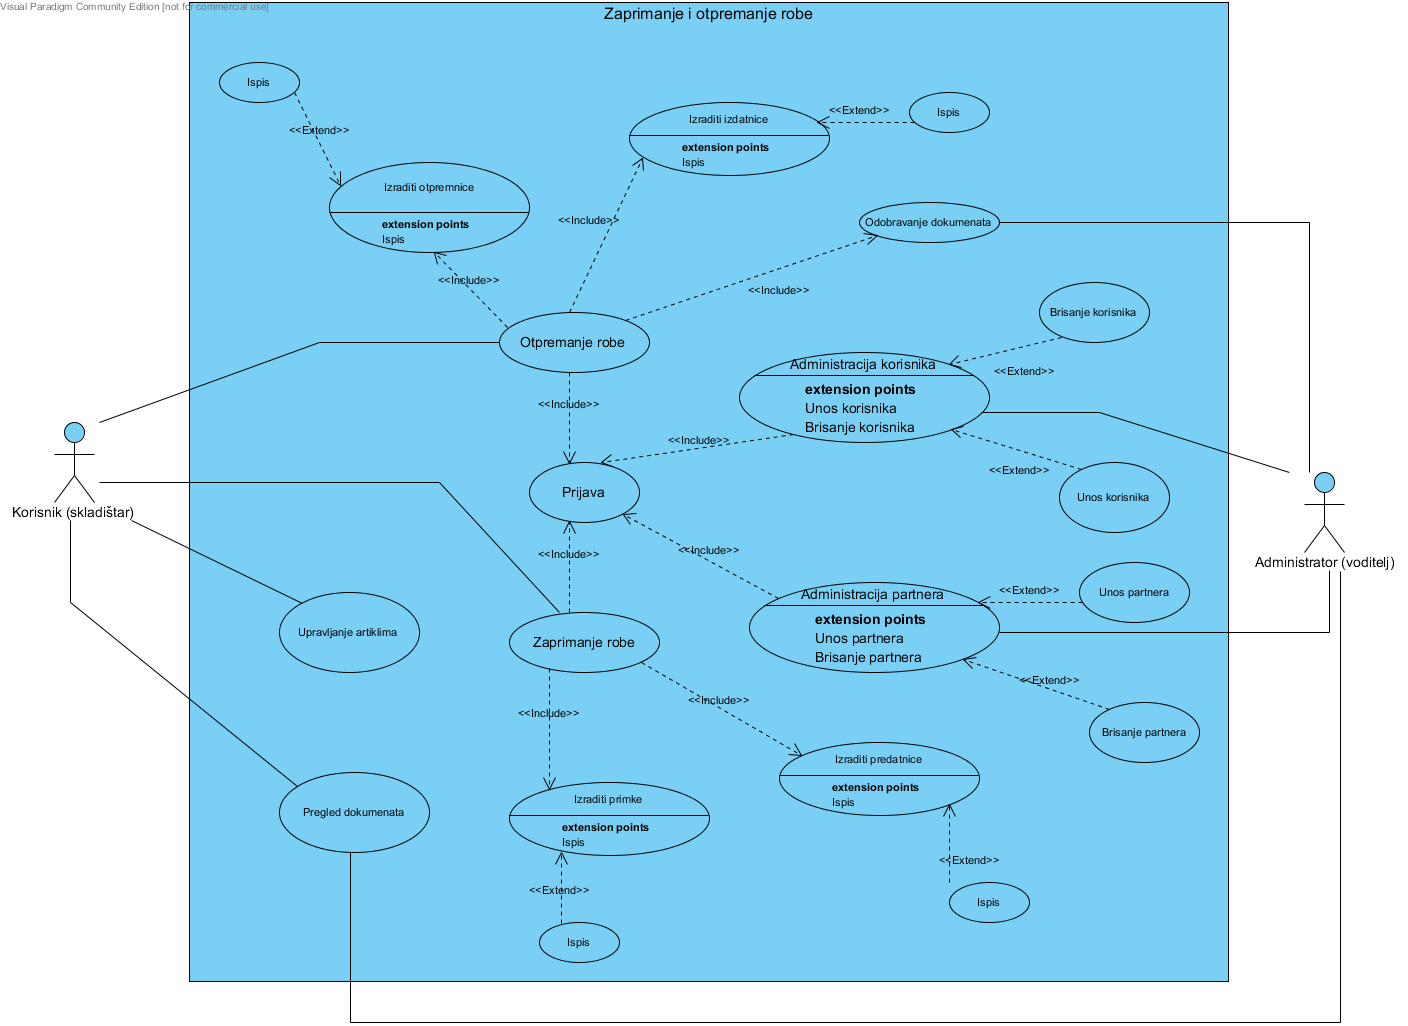 Visual Paradigm Community Edition [not for commercial use]
Zaprimanje i otpremanje robe
Ispis
<<Extend>>
Izraditi otpremnice
extension points
Ispis
<<Include>>
Izraditi izdatnice
extension points
Ispis
<<Extend>>
Ispis
<<Include>>
Odobravanje dokumenata
<<Include>>
Otpremanje robe
<<Include>>
Brisanje korisnika
<<Extend>>
Administracija korisnika
extension points
Unos korisnika
Brisanje korisnika
<<Include>>
<<Extend>>
Unos korisnika
Korisnik (skladištar)
Prijava
Administrator (voditelj)
<<Include>>
<<Include>>
Administracija partnera
extension points
Unos partnera
Brisanje partnera
<<Extend>>
Unos partnera
<<Extend>>
Brisanje partnera
Upravljanje artiklima
Zaprimanje robe
<<Include>>
<<Include>>
Izraditi predatnice
extension points
Ispis
<<Extend>>
Ispis
Pregled dokumenata
Izraditi primke
extension points
Ispis
<<Extend>>
Ispis